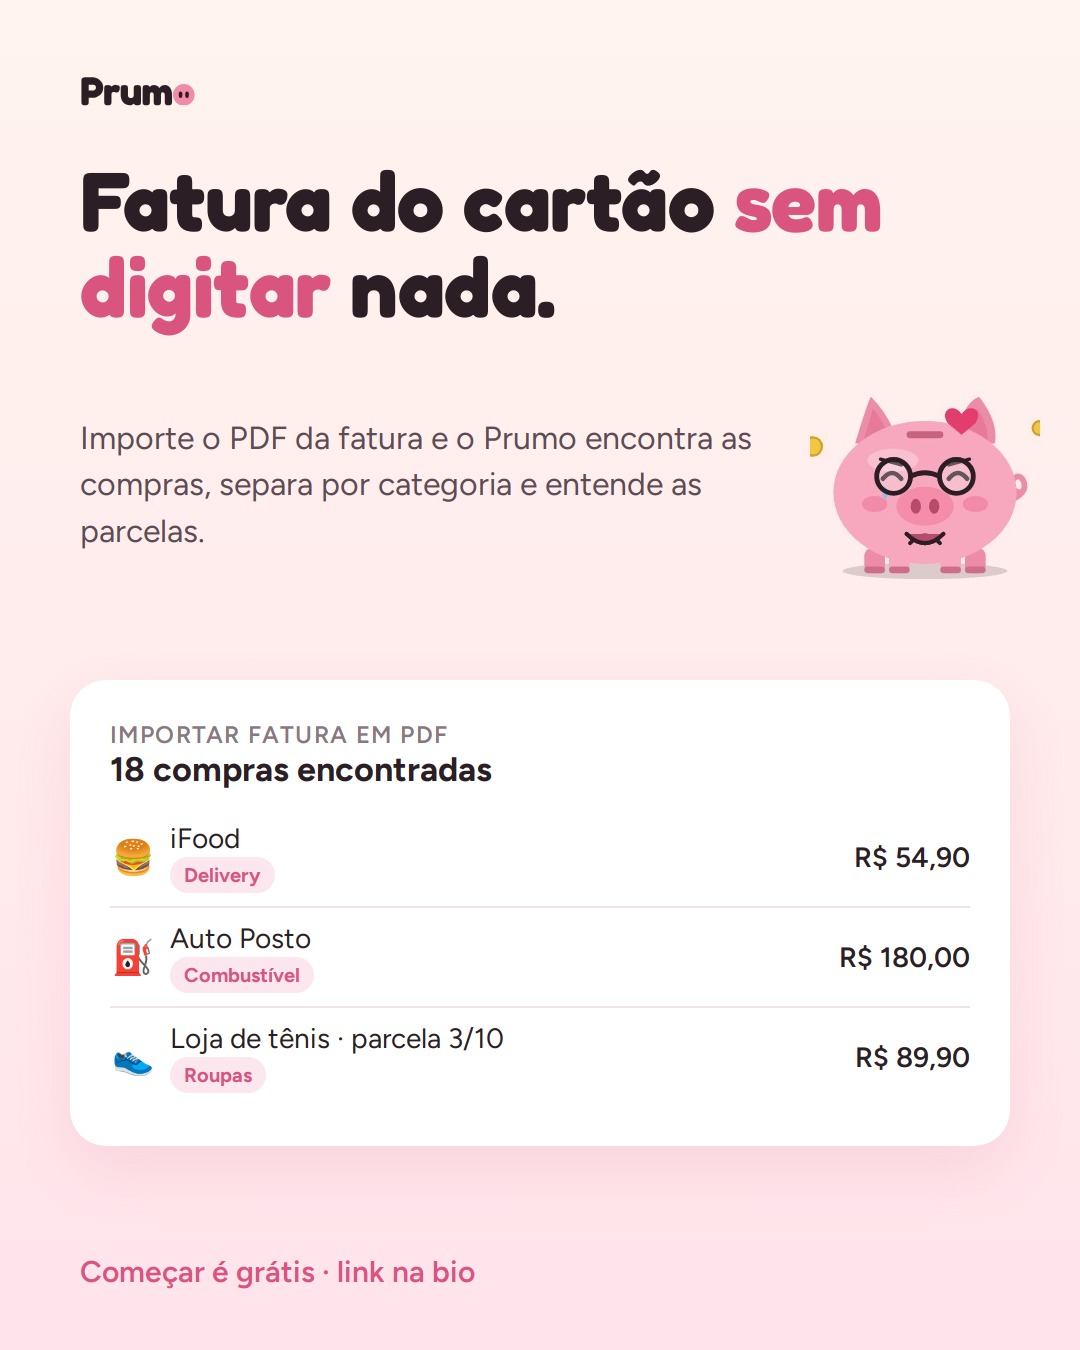 Prumo
Fatura do cartão sem
digitar nada.
Importe o PDF da fatura e o Prumo encontra as
compras, separa por categoria e entende as
parcelas.
IMPORTAR FATURA EM PDF
18 compras encontradas
iFood
Delivery
R$ 54,90
Auto Posto
Combustível
R$ 180,00
Loja de tênis · parcela 3/10
Roupas
R$ 89,90
Começar é grátis · link na bio